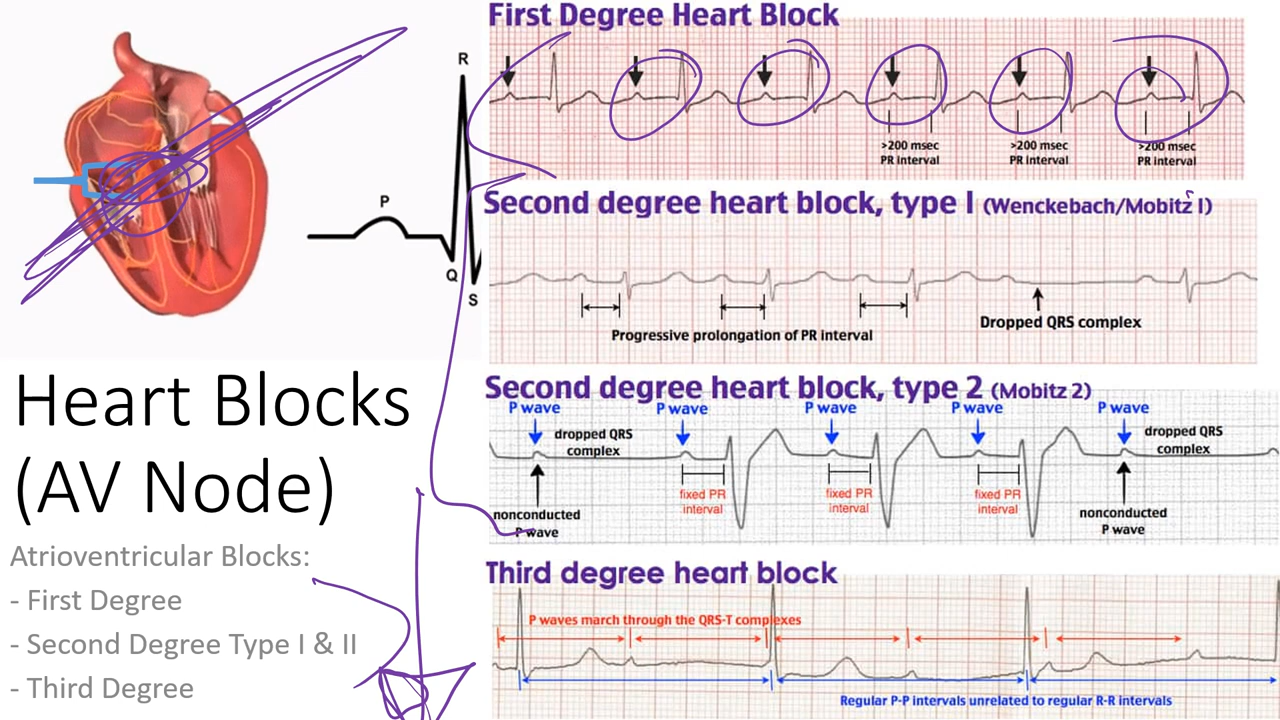 R
P
Q
S
Heart Blocks
(AV Node)
Atrioventricular Blocks:
- First Degree
- Second Degree Type I & II
- Third Degree
First Degree Heart Block
>200 msec
PR interval
>200 msec
PR interval
>200 msec
PR interval
Second degree heart block, type I (Wenckebach/Mobitz I)
Progressive prolongation of PR interval
Dropped QRS complex
Second degree heart block, type 2 (Mobitz 2)
P wave
P wave
P wave
P wave
P wave
dropped QRS
complex
dropped QRS
complex
fixed PR
interval
fixed PR
interval
fixed PR
interval
nonconducted
P wave
nonconducted
P wave
Third degree heart block
P waves march through the QRS-T complexes
Regular P-P intervals unrelated to regular R-R intervals